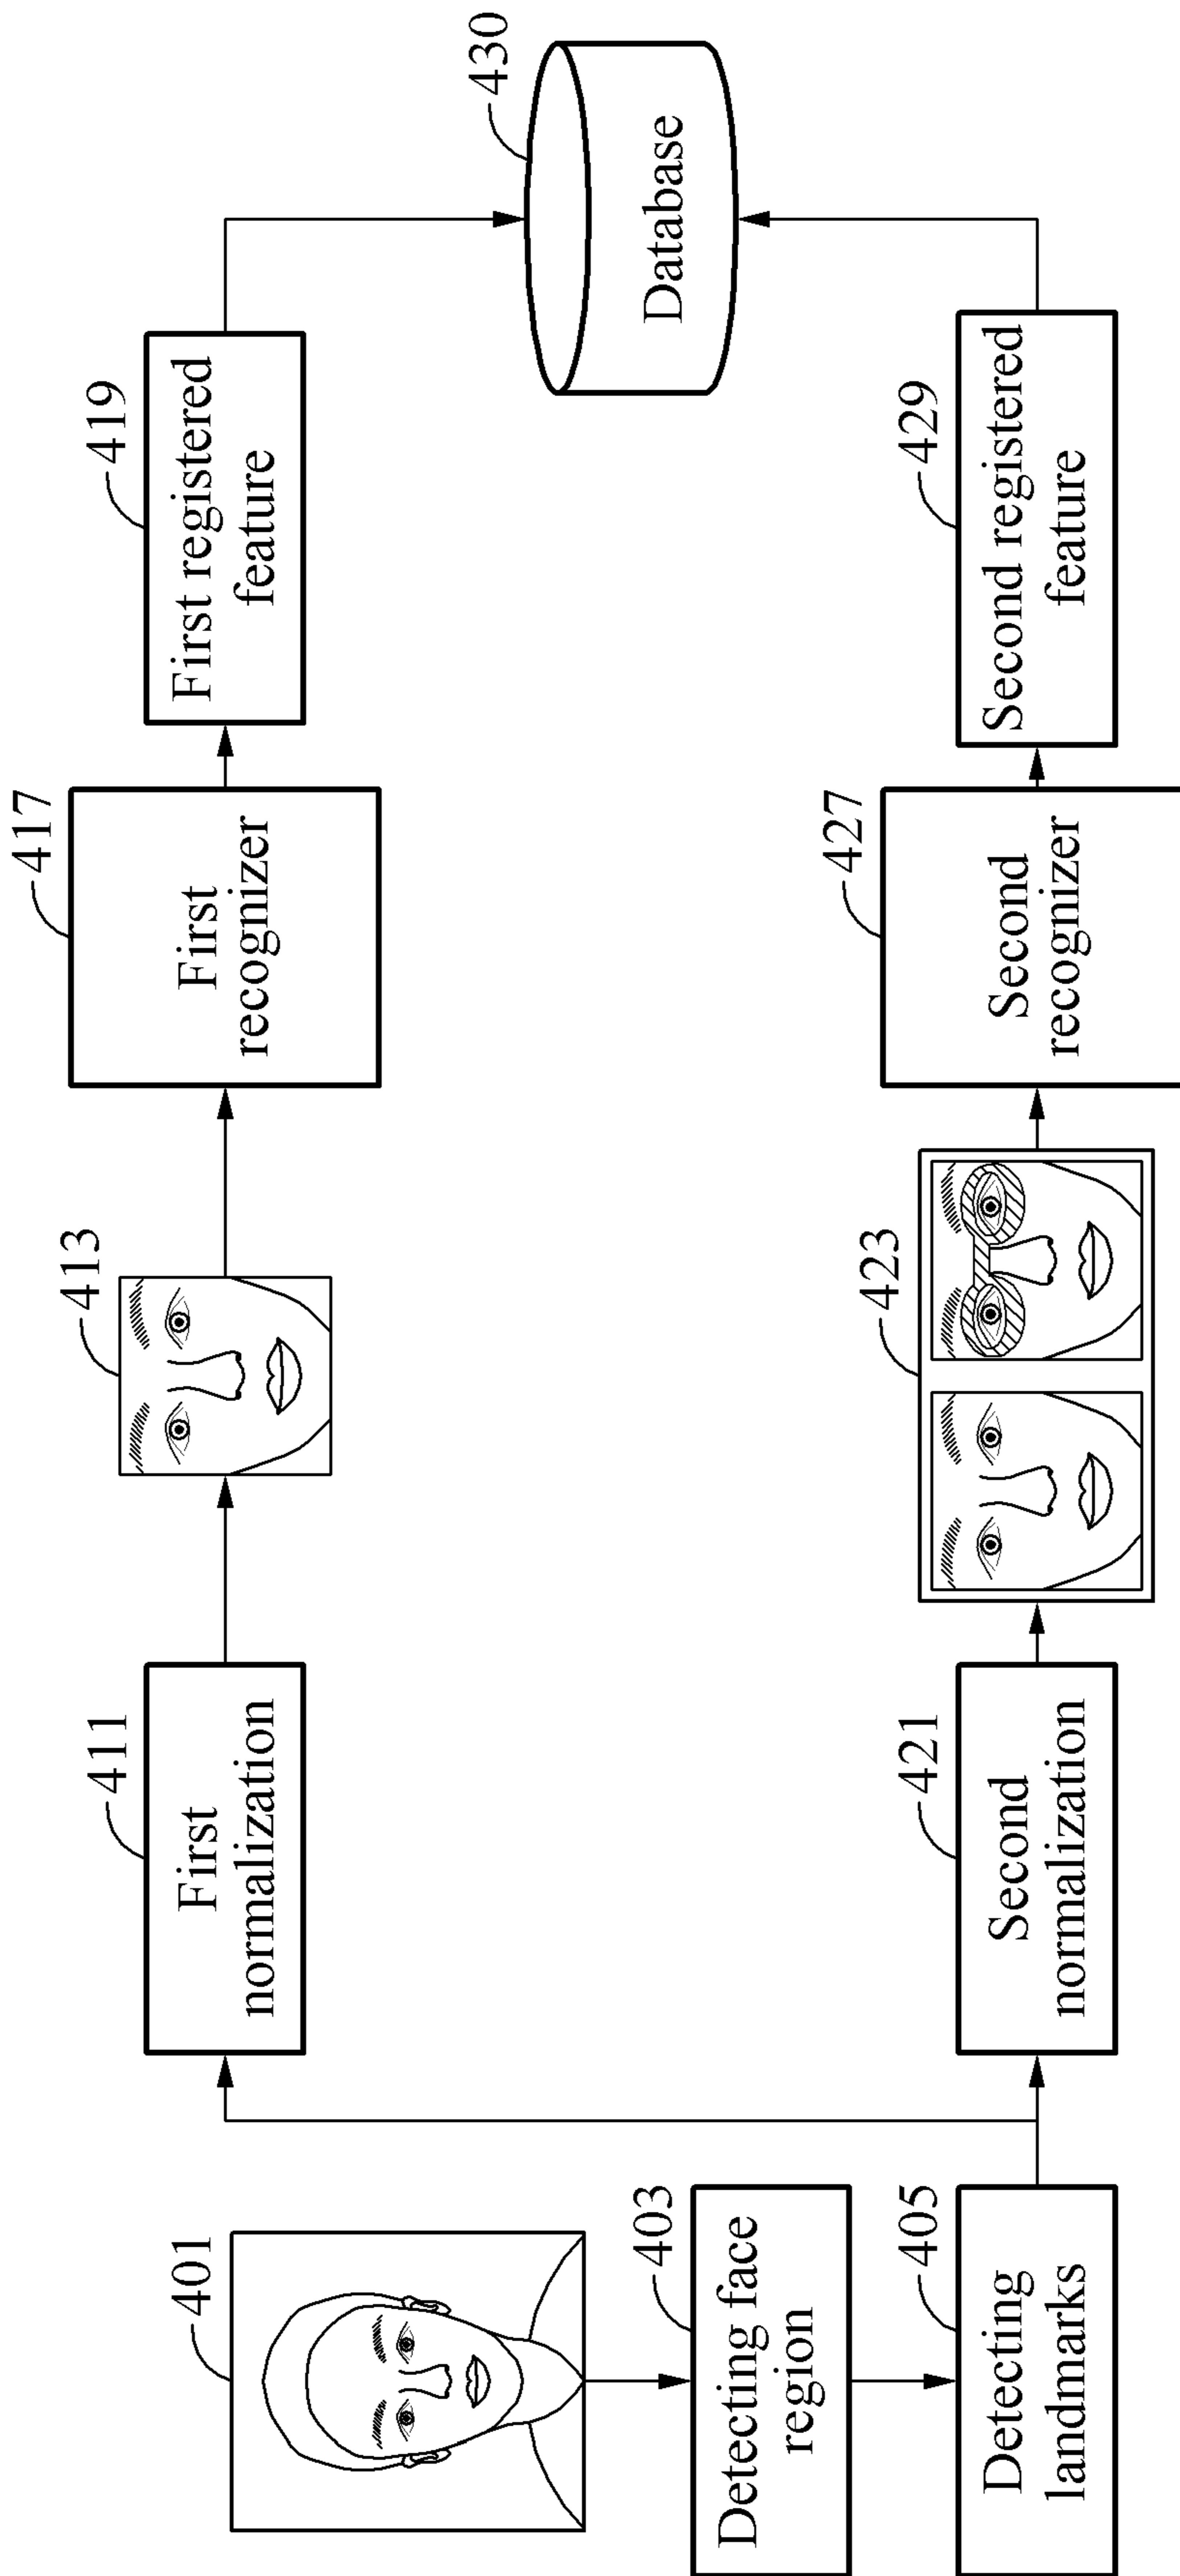 401
403
Detecting face
region
405
Detecting
landmarks
411
First
normalization
413
417
First
recognizer
419
First registered
feature
421
Second
normalization
423
427
Second
recognizer
429
Second registered
feature
430
Database